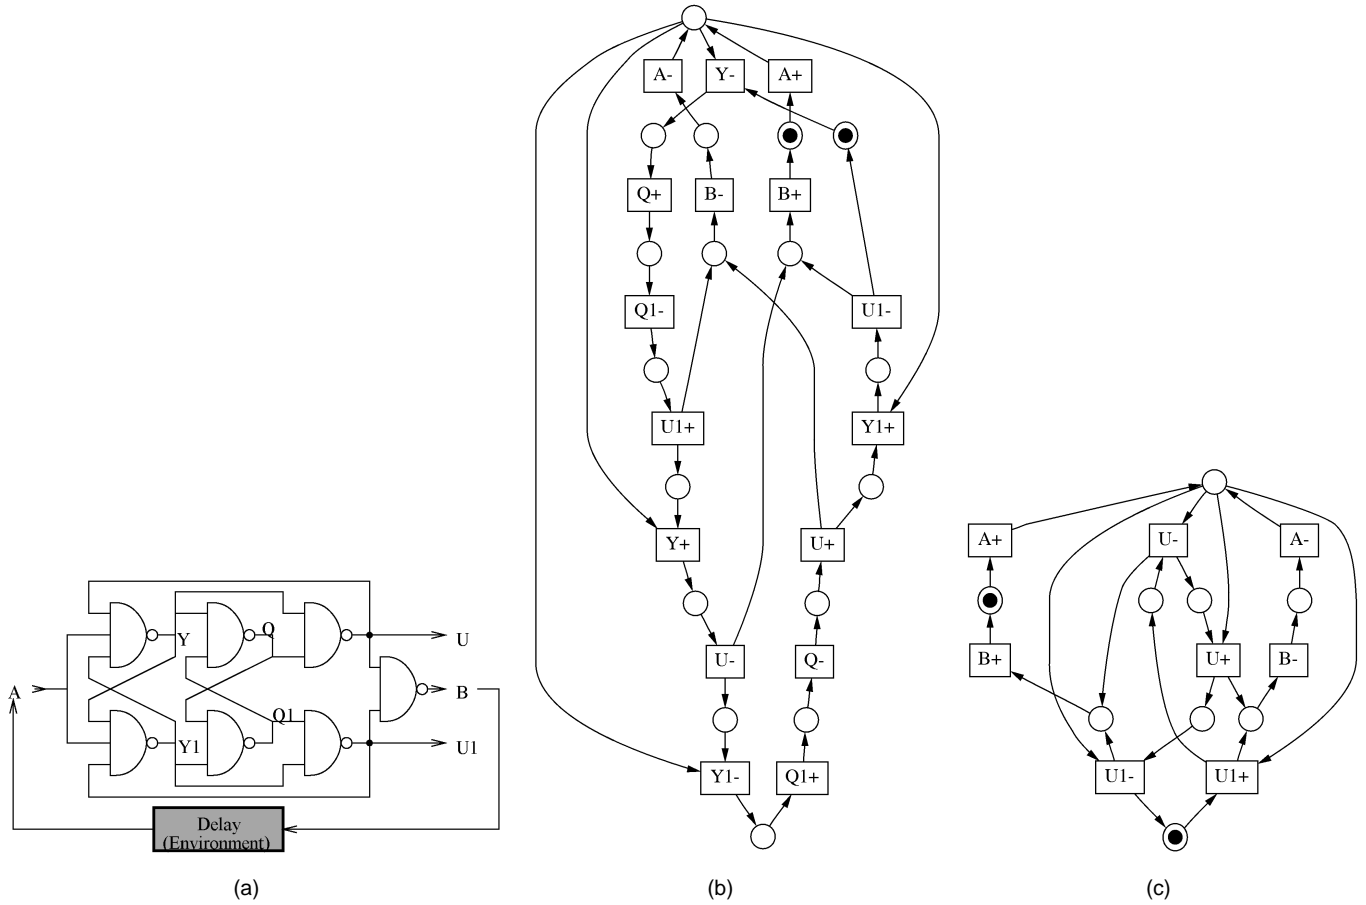 A- Y- A+
Q+ B- B+
Q1- U1-
U1+ Y1+
Y+ U+
U- Q-
Y1- Q1+
A+ U- A-
B+ U+ B-
U1- U1+
Y Q U
A B
Y1 Q1 U1
Delay
(Environment)
(a) (b) (c)